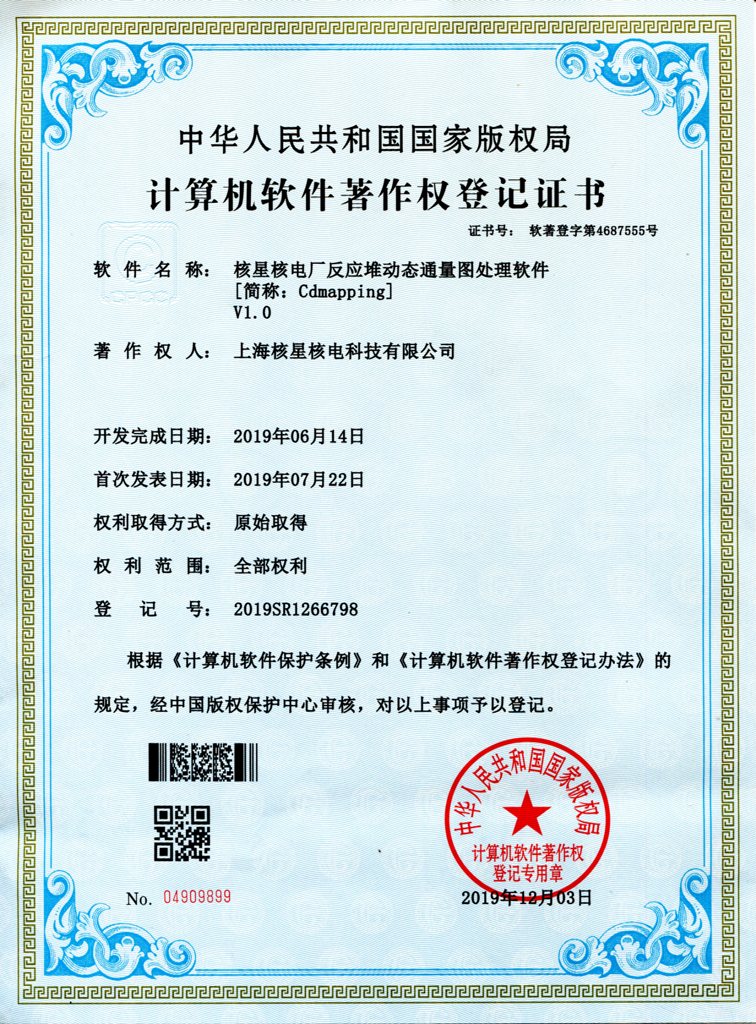 中华人民共和国国家版权局
计算机软件著作权登记证书
证书号： 软著登字第4687555号
CPCC
软件名称： 核星核电厂反应堆动态通量图处理软件
[简称：Cdmapping]
V1.0
著作权人： 上海核星核电科技有限公司
开发完成日期： 2019年06月14日
首次发表日期： 2019年07月22日
权利取得方式： 原始取得
权利范围： 全部权利
登记号： 2019SR1266798
根据《计算机软件保护条例》和《计算机软件著作权登记办法》的
规定，经中国版权保护中心审核，对以上事项予以登记。
中华人民共和国国家版权局
计算机软件著作权
登记专用章
No. 04909899
2019年12月03日